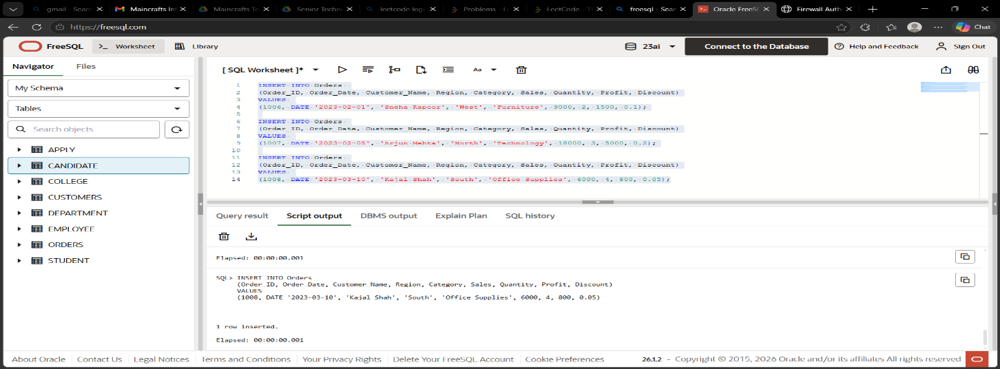 gmail - Sear
Maincrafts In
Maincrafts Te
Senior Techni
leetcode logi
Problems - L
LeetCode - Th
freesql - Sear
Oracle FreeS
Firewall Auth
https://freesql.com
Chat
FreeSQL
>_ Worksheet
Library
23ai
Connect to the Database
Help and Feedback
Sign Out
Navigator
Files
My Schema
Tables
Search objects
APPLY
CANDIDATE
COLLEGE
CUSTOMERS
DEPARTMENT
EMPLOYEE
ORDERS
STUDENT
[ SQL Worksheet ]*
Aa
1 INSERT INTO Orders
2 (Order_ID, Order_Date, Customer_Name, Region, Category, Sales, Quantity, Profit, Discount)
3 VALUES
4 (1006, DATE '2023-02-01', 'Sneha Kapoor', 'West', 'Furniture', 9000, 2, 1500, 0.1);
5
6 INSERT INTO Orders
7 (Order_ID, Order_Date, Customer_Name, Region, Category, Sales, Quantity, Profit, Discount)
8 VALUES
9 (1007, DATE '2023-02-05', 'Arjun Mehta', 'North', 'Technology', 18000, 3, 5000, 0.2);
10
11 INSERT INTO Orders
12 (Order_ID, Order_Date, Customer_Name, Region, Category, Sales, Quantity, Profit, Discount)
13 VALUES
14 (1008, DATE '2023-03-10', 'Kajal Shah', 'South', 'Office Supplies', 6000, 4, 800, 0.05);
Query result
Script output
DBMS output
Explain Plan
SQL history
Elapsed: 00:00:00.001
SQL> INSERT INTO Orders
(Order_ID, Order_Date, Customer_Name, Region, Category, Sales, Quantity, Profit, Discount)
VALUES
(1008, DATE '2023-03-10', 'Kajal Shah', 'South', 'Office Supplies', 6000, 4, 800, 0.05)
1 row inserted.
Elapsed: 00:00:00.001
About Oracle
Contact Us
Legal Notices
Terms and Conditions
Your Privacy Rights
Delete Your FreeSQL Account
Cookie Preferences
26.1.2 - Copyright © 2015, 2026 Oracle and/or its affiliates All rights reserved